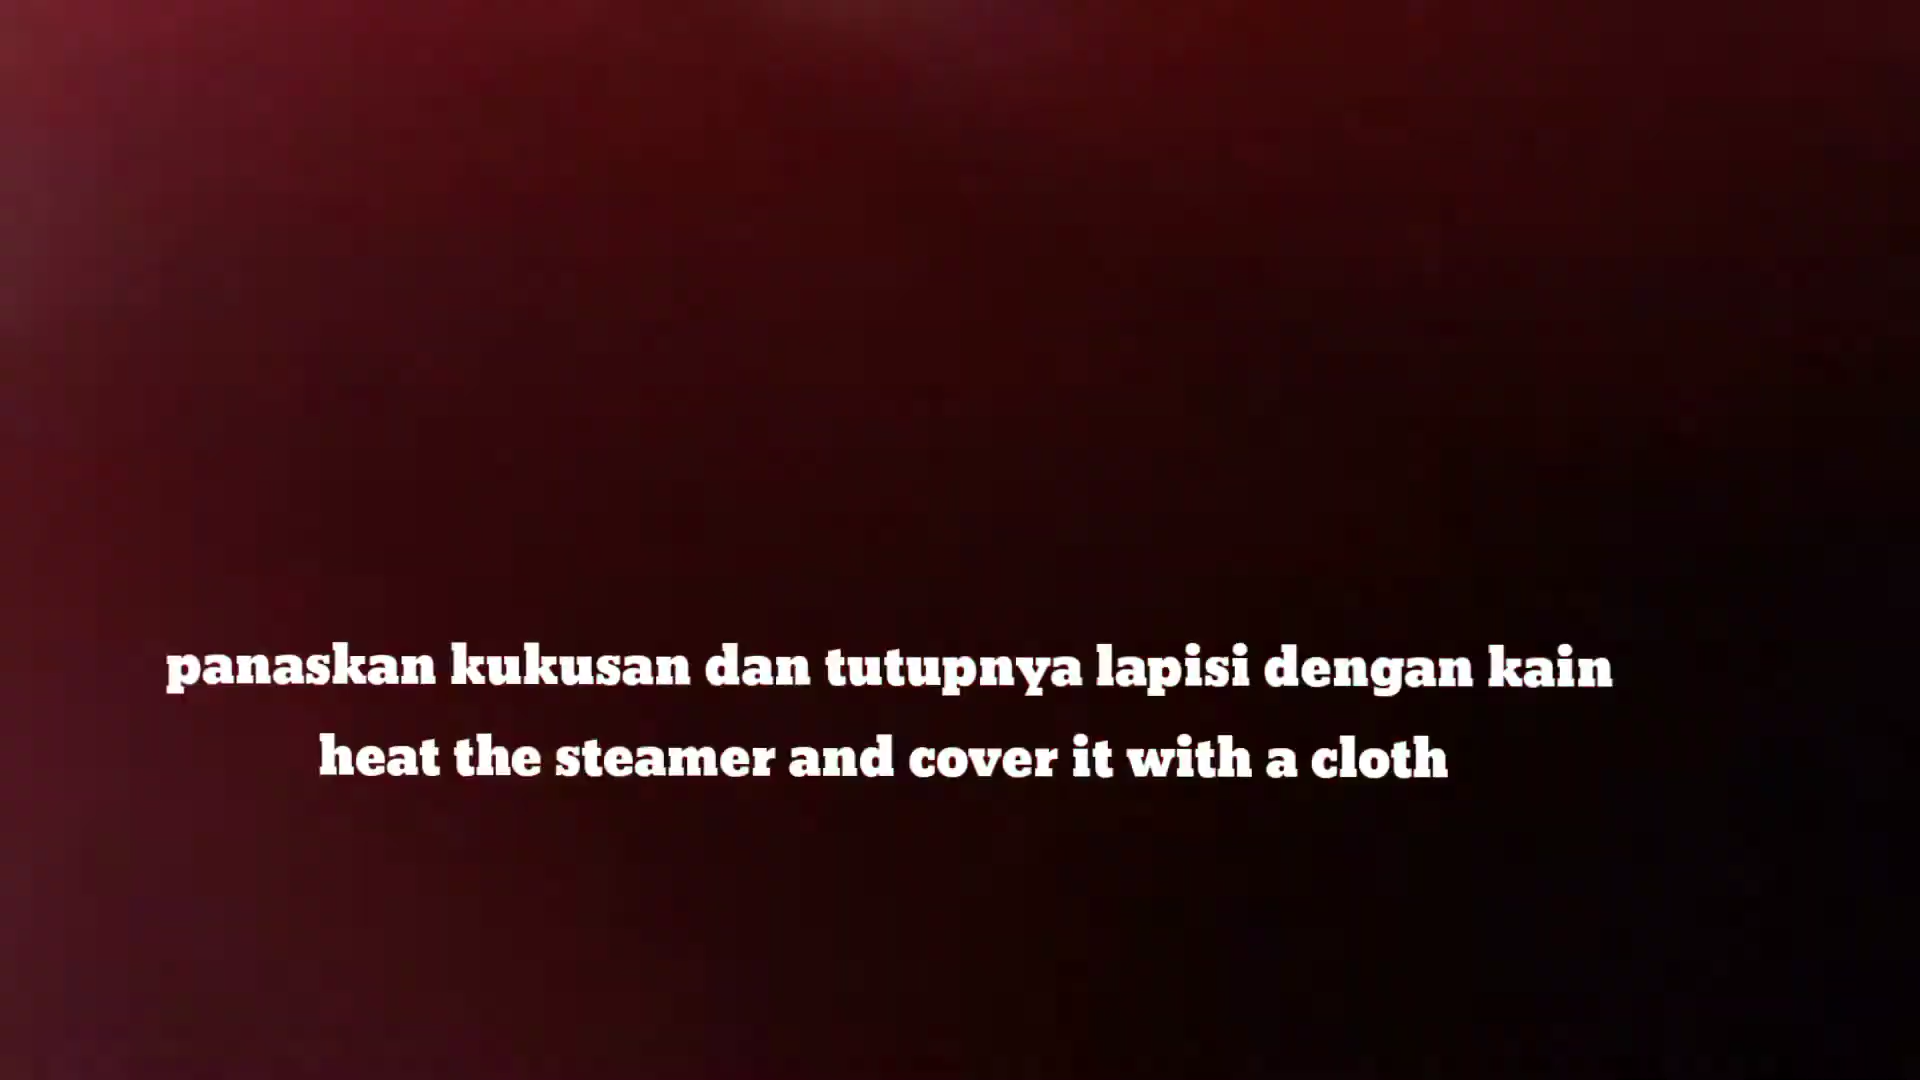 panaskan kukusan dan tutupnya lapisi dengan kain
heat the steamer and cover it with a cloth